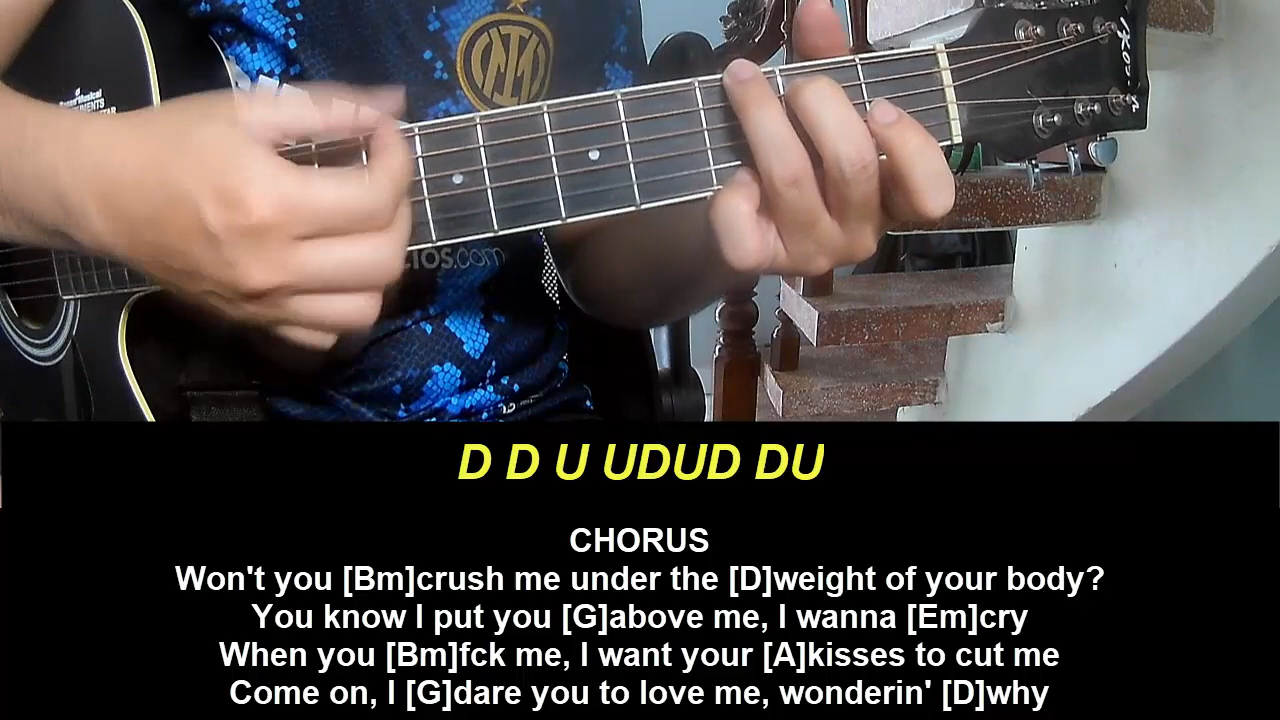 CIOS.com
D D U UDUD DU
CHORUS
Won't you [Bm]crush me under the [D]weight of your body?
You know I put you [G]above me, I wanna [Em]cry
When you [Bm]fck me, I want your [A]kisses to cut me
Come on, I [G]dare you to love me, wonderin' [D]why